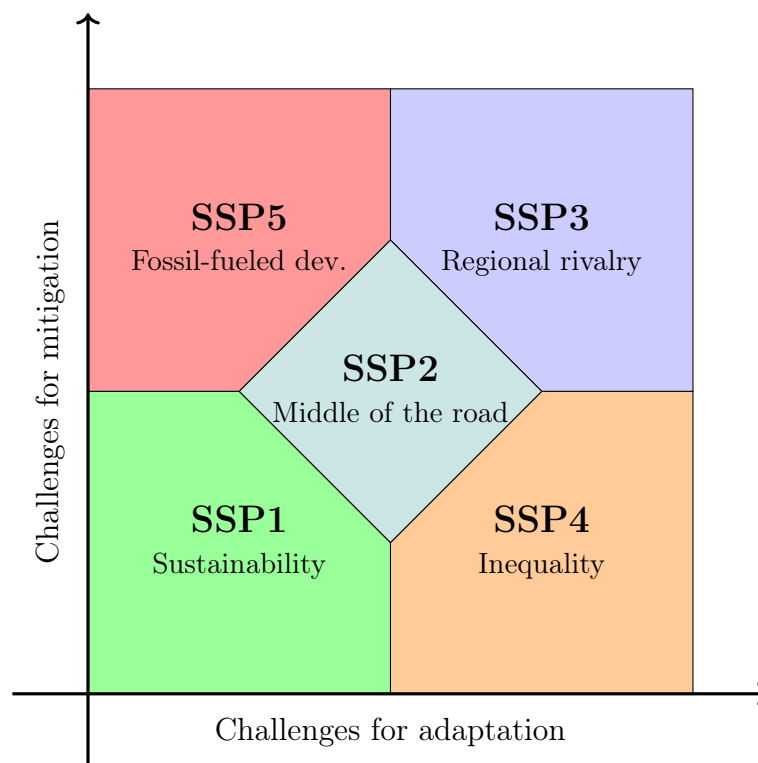 SSP5
Fossil-fueled dev.
SSP3
Regional rivalry
SSP2
Middle of the road
SSP1
Sustainability
SSP4
Inequality
Challenges for mitigation
Challenges for adaptation